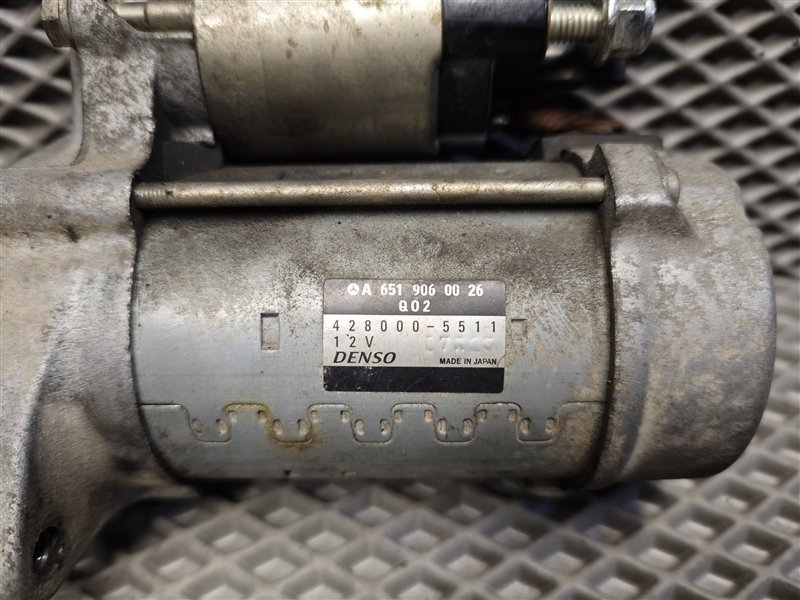 A 651 906 00 26
Q02
428000-5511
12V
DENSO MADE IN JAPAN